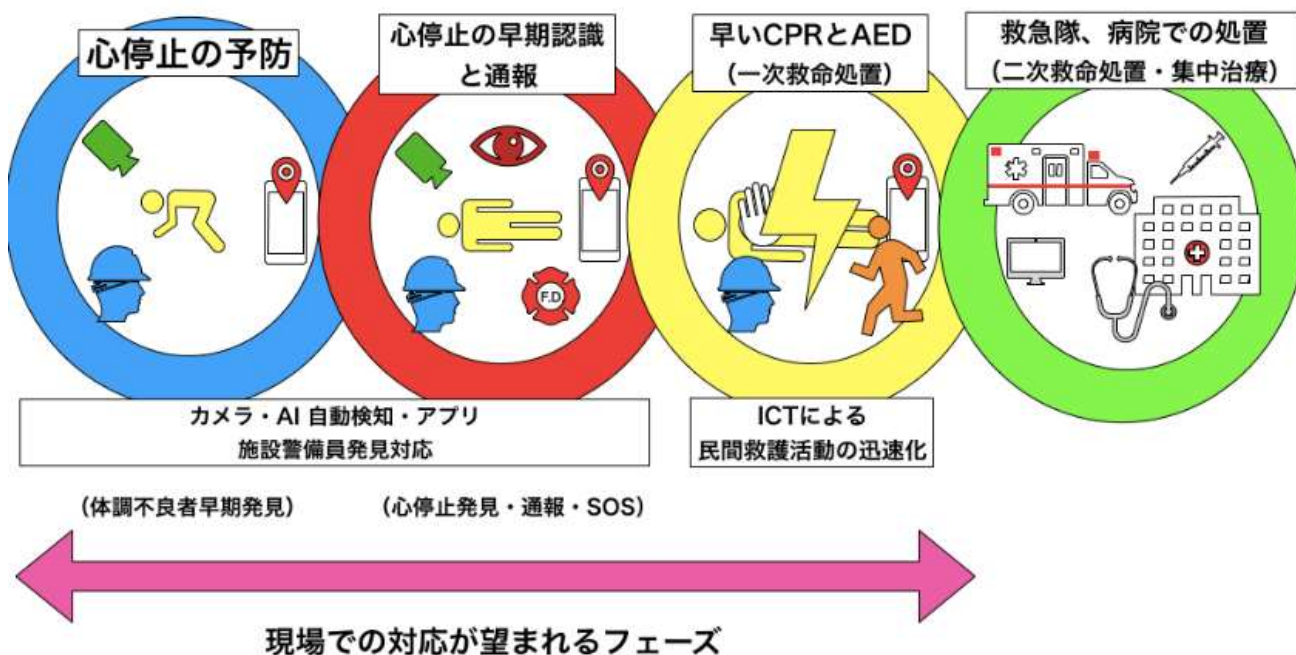 心停止の予防
心停止の早期認識
と通報
早いCPRとAED
（一次救命処置）
救急隊、病院での処置
（二次救命処置・集中治療）
F.D
カメラ・AI 自動検知・アプリ
施設警備員発見対応
ICTによる
民間救護活動の迅速化
（体調不良者早期発見）
（心停止発見・通報・SOS）
現場での対応が望まれるフェーズ